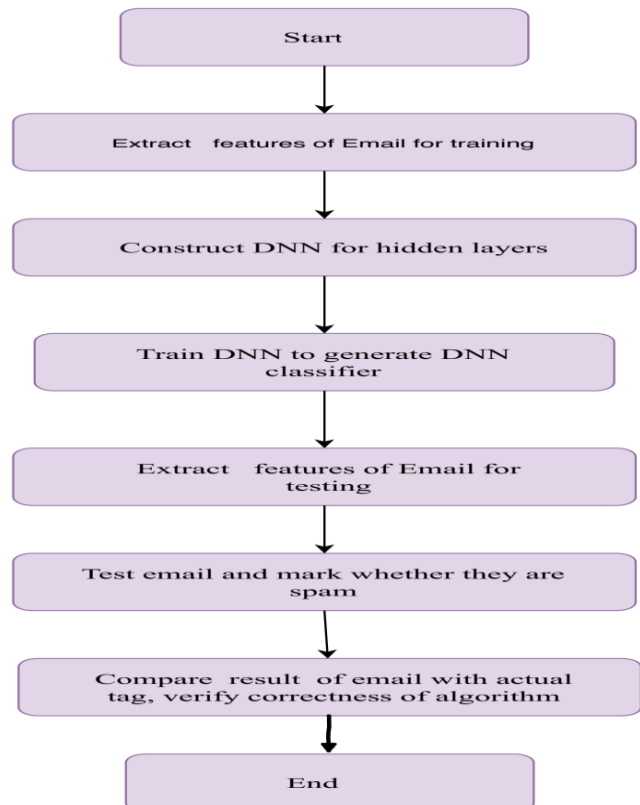 Start
Extract features of Email for training
Construct DNN for hidden layers
Train DNN to generate DNN
classifier
Extract features of Email for
testing
Test email and mark whether they are
spam
Compare result of email with actual
tag, verify correctness of algorithm
End